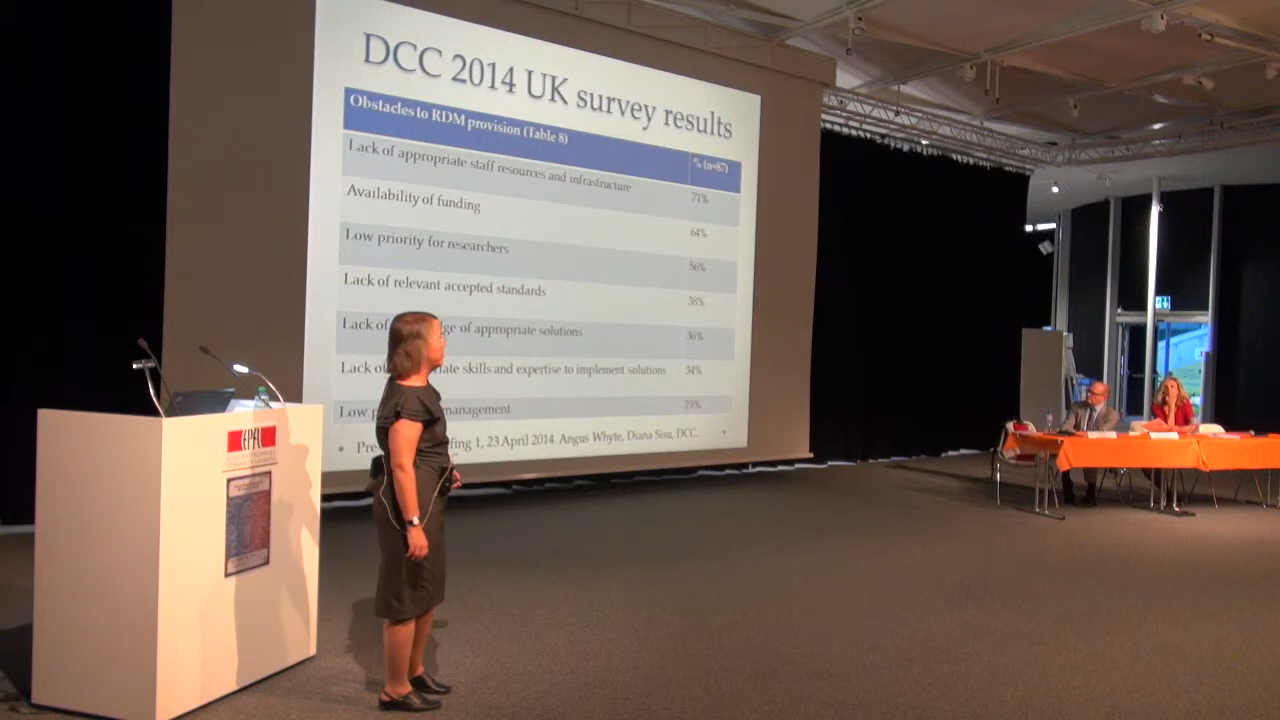 DCC 2014 UK survey results
Obstacles to RDM provision (Table 8) % (n=87)
Lack of appropriate staff resources and infrastructure 71%
Availability of funding 64%
Low priority for researchers 56%
Lack of relevant accepted standards 38%
Lack of ge of appropriate solutions 36%
Lack of iate skills and expertise to implement solutions 34%
Low p management 23%
Pre fing 1, 23 April 2014. Angus Whyte, Diana Sisu, DCC.
EPFL